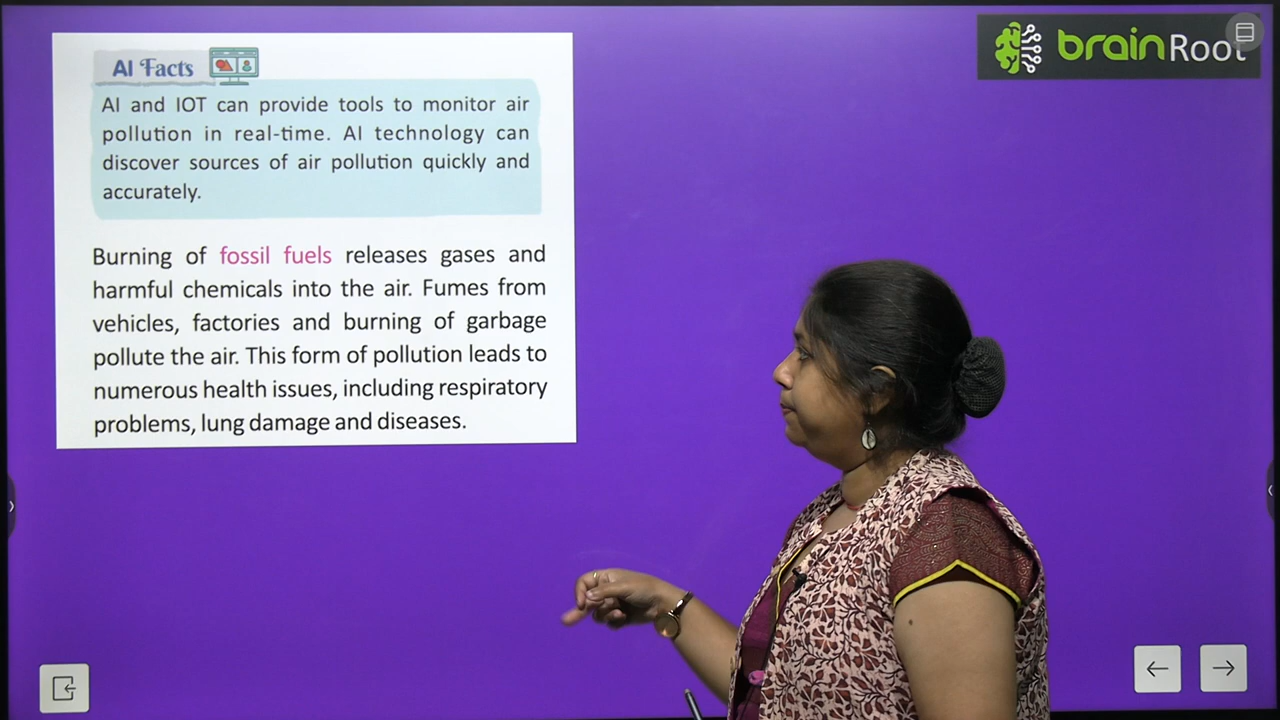 AI Facts
AI and IOT can provide tools to monitor air
pollution in real-time. AI technology can
discover sources of air pollution quickly and
accurately.
Burning of fossil fuels releases gases and
harmful chemicals into the air. Fumes from
vehicles, factories and burning of garbage
pollute the air. This form of pollution leads to
numerous health issues, including respiratory
problems, lung damage and diseases.
brainRoot